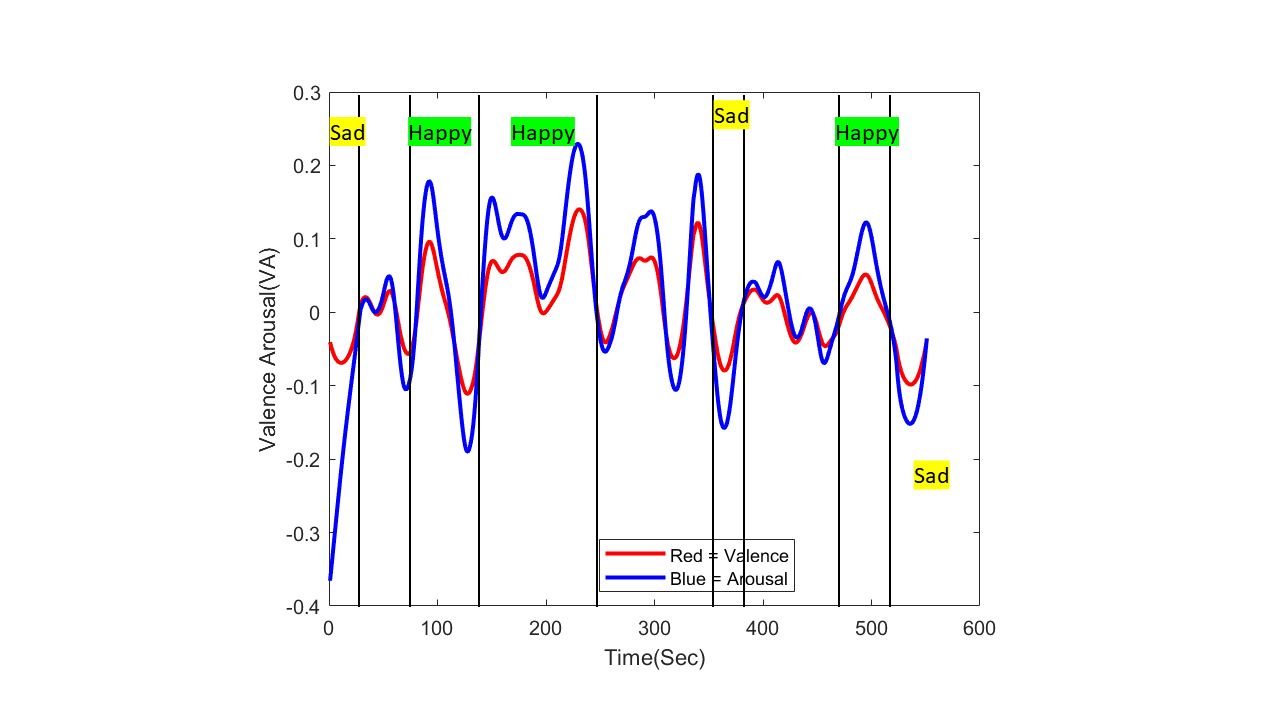 0.3
0.2
0.1
0
-0.1
-0.2
-0.3
-0.4
Valence Arousal(VA)
Sad
Happy
Happy
Sad
Happy
Sad
Red = Valence
Blue = Arousal
0 100 200 300 400 500 600
Time(Sec)